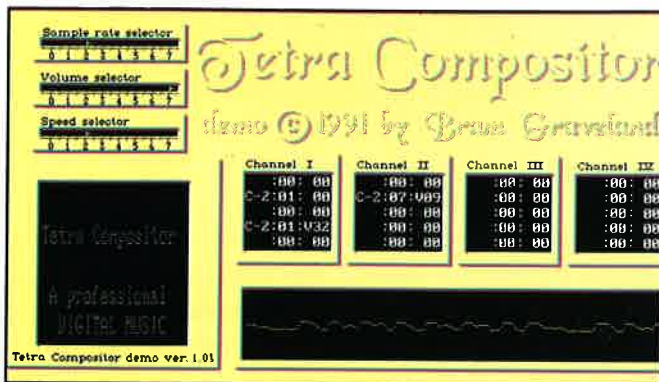 Sample rate selector
0 1 2 3 4 5 6 7
Volume selector
0 1 2 3 4 5 6 7
Speed selector
0 1 2 3 4 5 6 7
Tetra Compositor
demo © 1991 by Graveland
Channel I
:00: 00
C-2:01: 00
:00: 00
C-2:01:V32
:00: 00
Channel II
:00: 00
C-2:07:V09
:00: 00
:00: 00
:00: 00
Channel III
:00: 00
:00: 00
:00: 00
:00: 00
:00: 00
Channel IV
:00: 00
:00: 00
:00: 00
:00: 00
:00: 00
Tetra Compositor
A professional
DIGITAL MUSIC
Tetra Compositor demo ver.